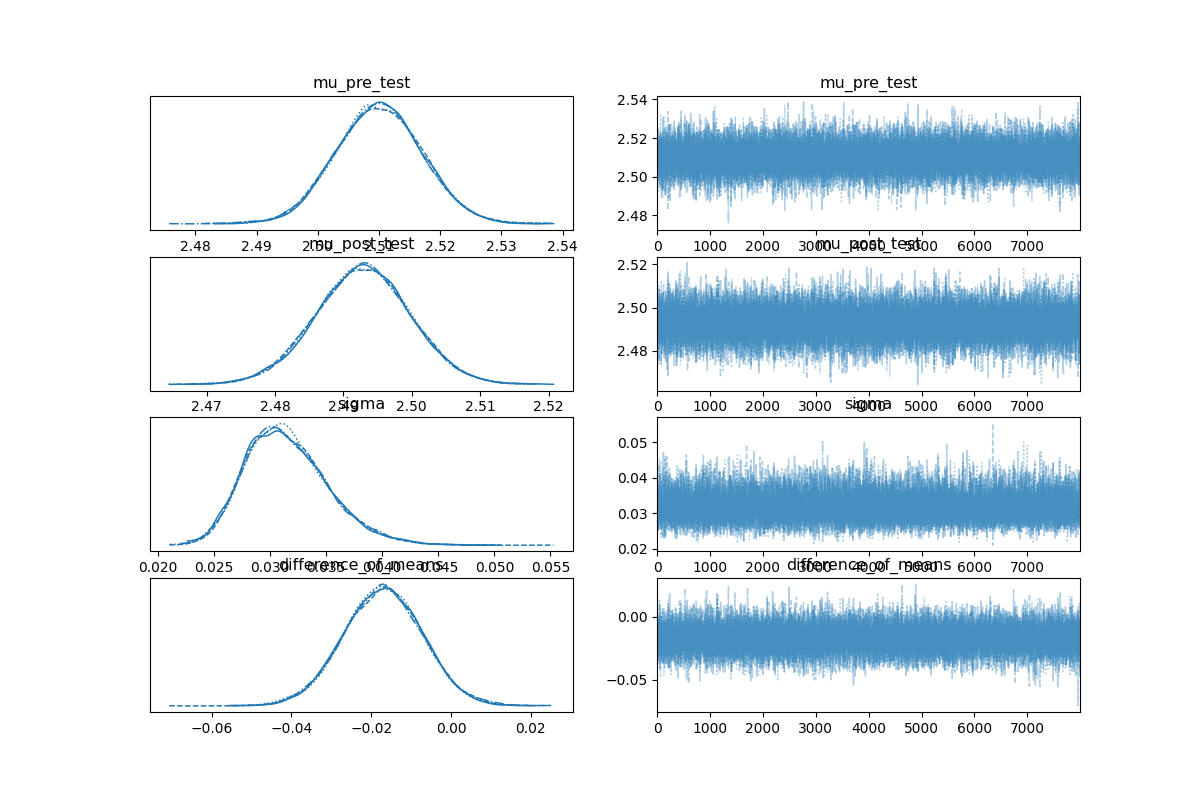 mu_pre_test mu_pre_test
2.54
2.52
2.50
2.48
2.48 2.49 2.50 2.51 2.52 2.53 2.54 0 1000 2000 3000 4000 5000 6000 7000
mu_post_test mu_post_test
2.52
2.50
2.48
2.47 2.48 2.49 2.50 2.51 2.52 0 1000 2000 3000 4000 5000 6000 7000
sigma sigma
0.05
0.04
0.03
0.02
0.020 0.025 0.030 0.035 0.040 0.045 0.050 0.055 0 1000 2000 3000 4000 5000 6000 7000
difference_of_means difference_of_means
0.00
−0.05
−0.06 −0.04 −0.02 0.00 0.02 0 1000 2000 3000 4000 5000 6000 7000